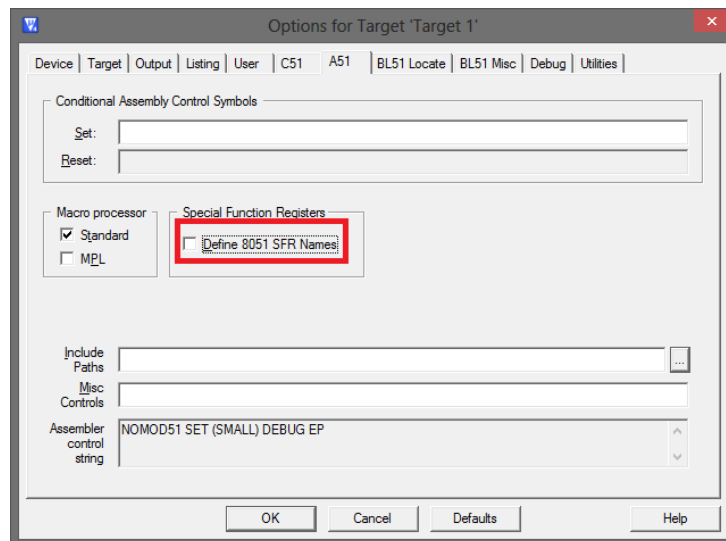 Options for Target 'Target 1'
Device Target Output Listing User C51 A51 BL51 Locate BL51 Misc Debug Utilities
Conditional Assembly Control Symbols
Set:
Reset:
Macro processor
Standard
MPL
Special Function Registers
Define 8051 SFR Names
Include
Paths
...
Misc
Controls
Assembler
control
string
NOMOD51 SET (SMALL) DEBUG EP
OK Cancel Defaults Help